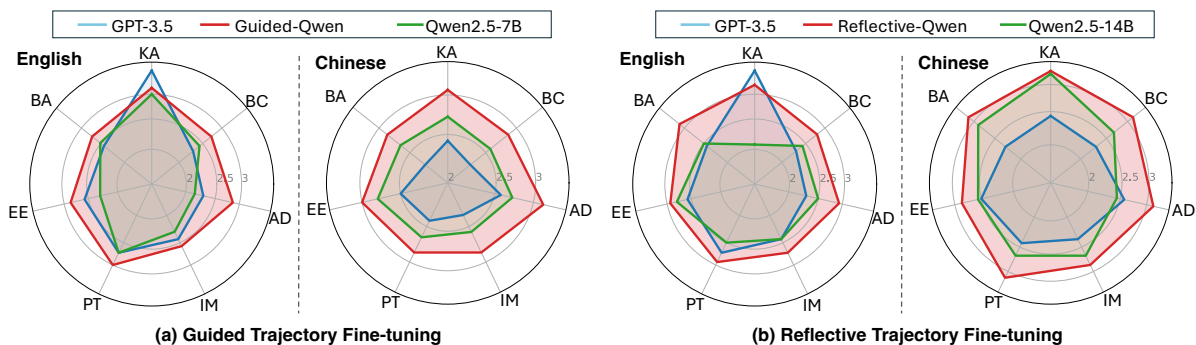 GPT-3.5 Guided-Qwen Qwen2.5-7B
English
KA
BA
BC
2 2.5 3
EE
AD
PT
IM
Chinese
KA
BA
BC
2 2.5 3
EE
AD
PT
IM
(a) Guided Trajectory Fine-tuning
GPT-3.5 Reflective-Qwen Qwen2.5-14B
English
KA
BA
BC
2 2.5 3
EE
AD
PT
IM
Chinese
KA
BA
BC
2 2.5 3
EE
AD
PT
IM
(b) Reflective Trajectory Fine-tuning